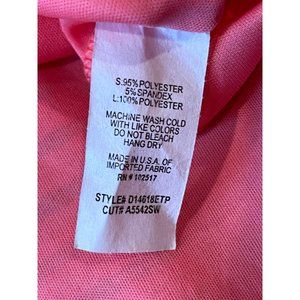 S:95% POLYESTER
5% SPANDEX
L:100% POLYESTER
MACHINE WASH COLD
WITH LIKE COLORS
DO NOT BLEACH
HANG DRY
MADE IN U.S.A. OF
IMPORTED FABRIC
RN # 102517
STYLE# D14618ETP
CUT# A5542SW